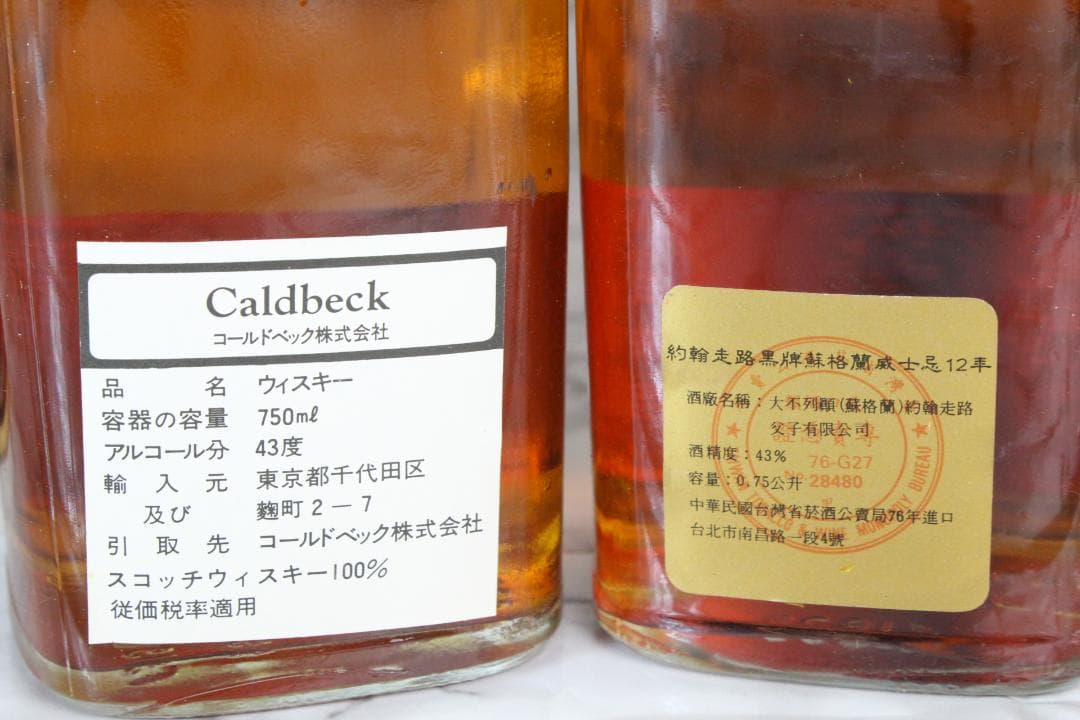 Caldbeck
コールドベック株式会社
品 名 ウィスキー
容器の容量 750mℓ
アルコール分 43度
輸入元 東京都千代田区
及び 麴町2-7
引取先 コールドベック株式会社
スコッチウィスキー100%
従価税率適用
約翰走路黑牌蘇格蘭威士忌12年
酒廠名稱：大不列顛(蘇格蘭)約翰走路
父子有限公司
酒精度：43%
76-G27
容量：0.75公升
No.28480
中華民國台灣省菸酒公賣局76年進口
台北市南昌路一段4號
TAIWAN TOBACCO & WINE MONOPOLY BUREAU